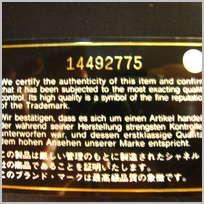 14492775
We certify the authenticity of this item and confirm
that it has been subjected to the most exacting quality
control. Its high quality is a symbol of the fine reputation
of the Trademark.
Wir bestätigen, dass es sich um einen Artikel handelt
der während seiner Herstellung strengsten Kontrollen
unterworfen war, und dessen erstklassige Qualität
dem hohen Ansehen unserer Marke entspricht.
この製品は厳しい管理のもとに製造されたシャネル
社の商品であることを証明いたします。
このブランド・マークは最高級品質の象徴です。